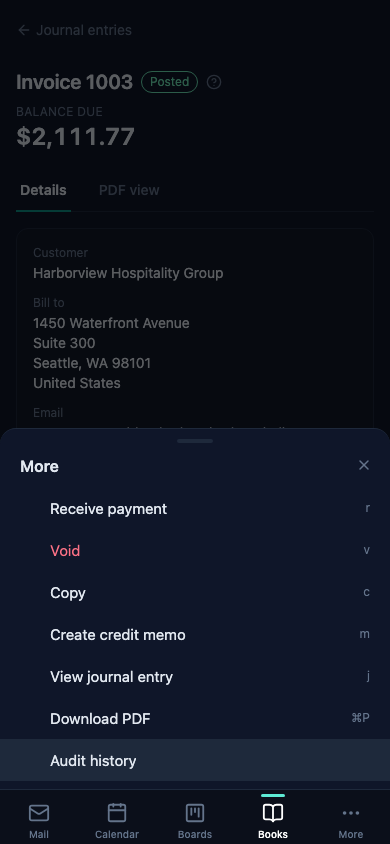 Journal entries
Invoice 1003 Posted
BALANCE DUE
$2,111.77
Details PDF view
Customer
Harborview Hospitality Group
Bill to
1450 Waterfront Avenue
Suite 300
Seattle, WA 98101
United States
Email
More
Receive payment r
Void v
Copy c
Create credit memo m
View journal entry j
Download PDF ⌘P
Audit history
Mail Calendar Boards Books More